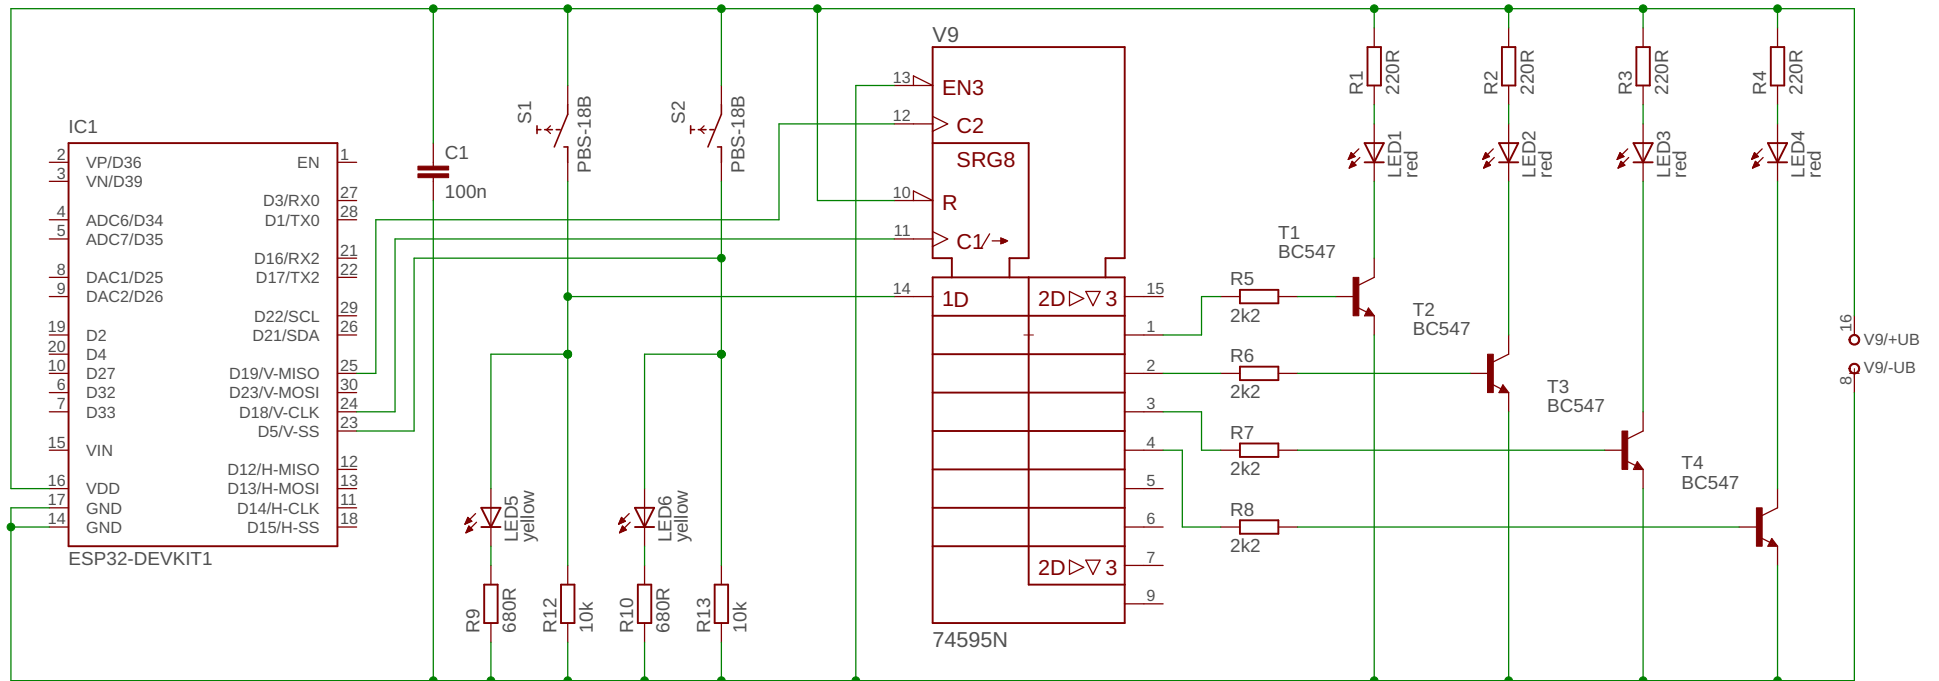 IC1
2 VP/D36 EN 1
3 VN/D39
D3/RX0 27
4 ADC6/D34 D1/TX0 28
5 ADC7/D35
D16/RX2 21
8 DAC1/D25 D17/TX2 22
9 DAC2/D26
D22/SCL 29
19 D2 D21/SDA 26
20 D4
10 D27 D19/V-MISO 25
6 D32 D23/V-MOSI 30
7 D33 D18/V-CLK 24
D5/V-SS 23
15 VIN
D12/H-MISO 12
16 VDD D13/H-MOSI 13
17 GND D14/H-CLK 11
14 GND D15/H-SS 18
ESP32-DEVKIT1
C1
100n
S1
PBS-18B
S2
PBS-18B
LED5
yellow
LED6
yellow
R9
680R
R12
10k
R10
680R
R13
10k
V9
13 EN3
12 C2
SRG8
10 R
11 C1/
14 1D 2D 3 15
1
2
3
4
5
6
2D 3 7
9
74595N
R1
220R
R2
220R
R3
220R
R4
220R
LED1
red
LED2
red
LED3
red
LED4
red
T1
BC547
T2
BC547
T3
BC547
T4
BC547
R5
2k2
R6
2k2
R7
2k2
R8
2k2
16
V9/+UB
V9/-UB
8